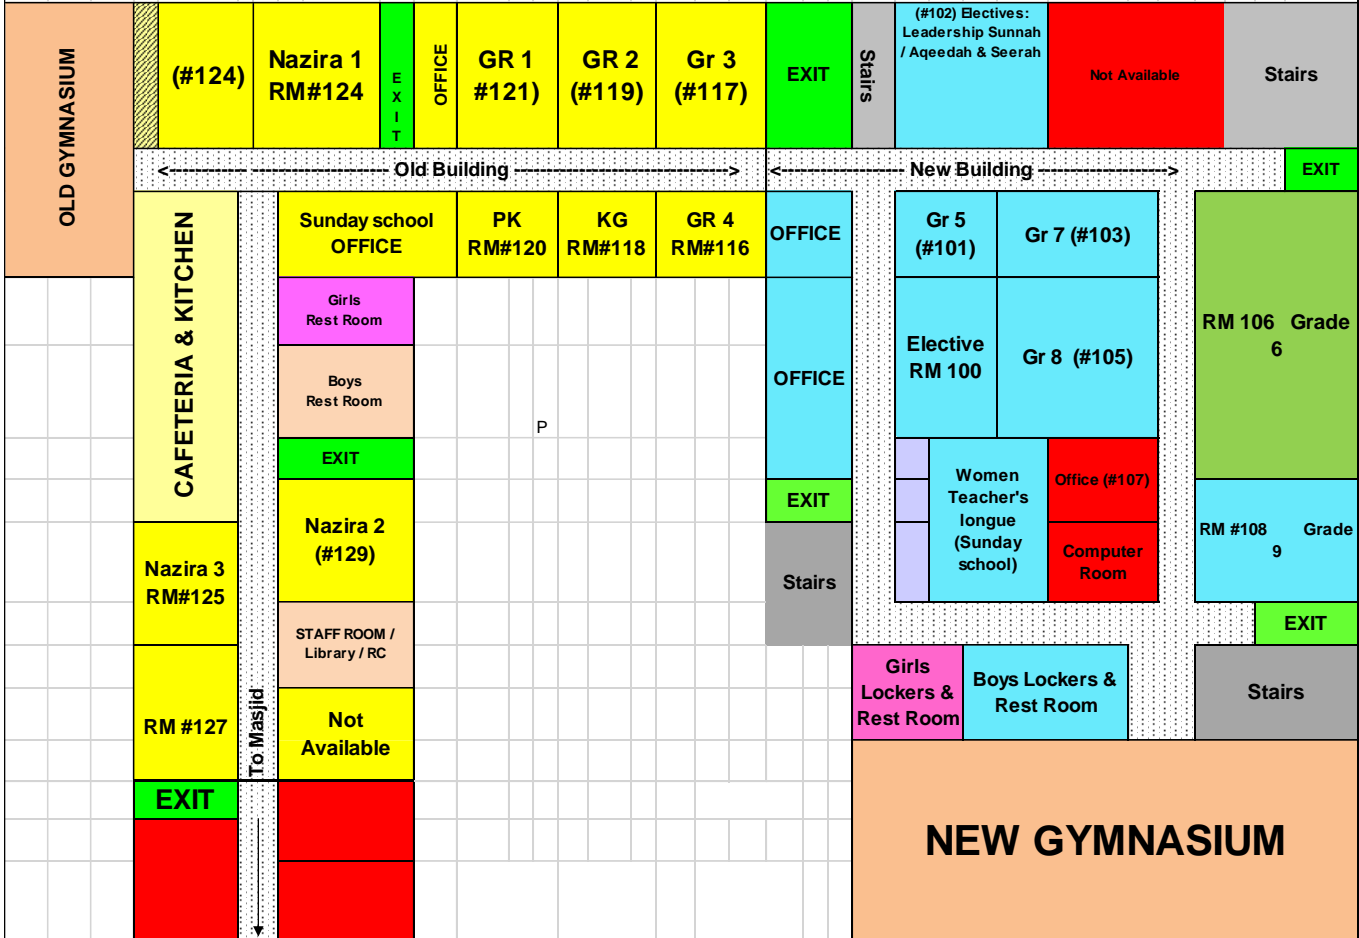 OLD GYMNASIUM
(#124)
Nazira 1
RM#124
E
X
I
T
OFFICE
GR 1
#121)
GR 2
(#119)
Gr 3
(#117)
EXIT
Stairs
(#102) Electives:
Leadership Sunnah
/ Aqeedah & Seerah
Not Available
Stairs
<----------- ----------------- Old Building ---------------------------->
<---------------- New Building ----------------->
EXIT
CAFETERIA & KITCHEN
Sunday school
OFFICE
PK
RM#120
KG
RM#118
GR 4
RM#116
OFFICE
Gr 5
(#101)
Gr 7 (#103)
Girls
Rest Room
Boys
Rest Room
EXIT
P
OFFICE
Elective
RM 100
Gr 8 (#105)
RM 106 Grade
6
Nazira 2
(#129)
EXIT
Women
Teacher's
longue
(Sunday
school)
Office (#107)
Computer
Room
RM #108 Grade
9
Nazira 3
RM#125
Stairs
STAFF ROOM /
Library / RC
EXIT
RM #127
To Masjid
Not
Available
Girls
Lockers &
Rest Room
Boys Lockers &
Rest Room
Stairs
EXIT
NEW GYMNASIUM